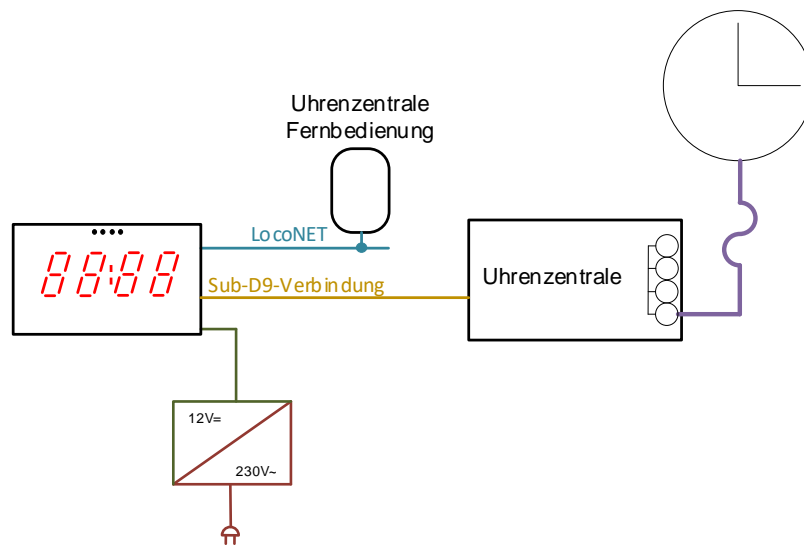 Uhrenzentrale
Fernbedienung
LocoNET
88:88
Sub-D9-Verbindung
Uhrenzentrale
12V=
230V~